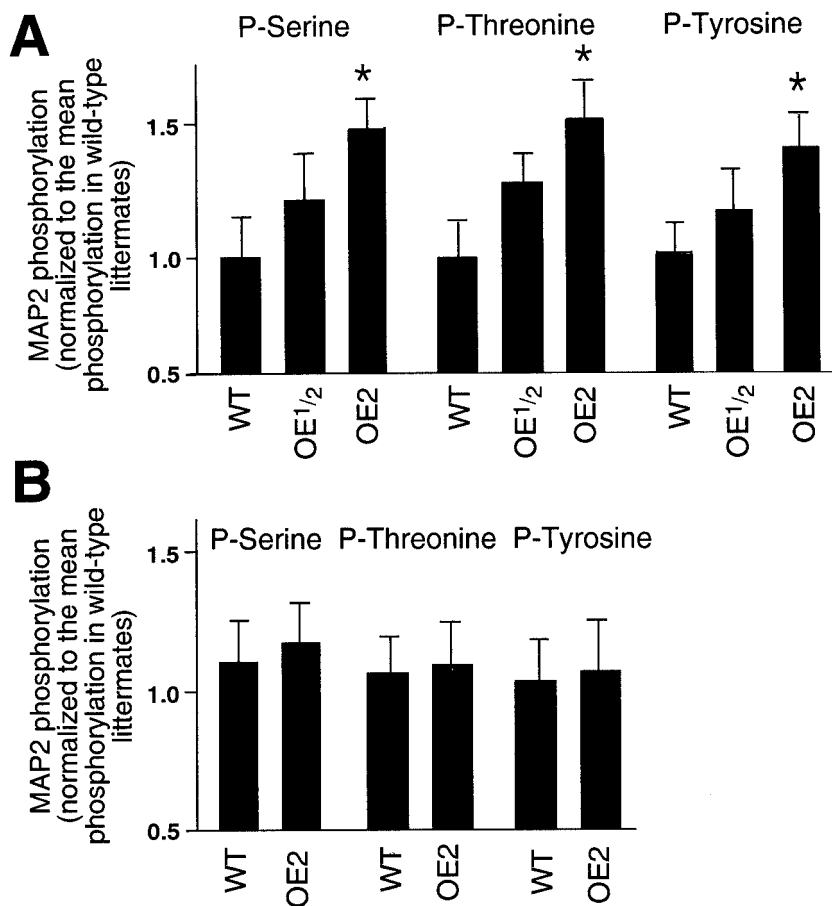 A
P-Serine P-Threonine P-Tyrosine
MAP2 phosphorylation
(normalized to the mean
phosphorylation in wild-type
littermates)
1.5
1.0
0.5
* * *
WT OE1/2 OE2 WT OE1/2 OE2 WT OE1/2 OE2
B
P-Serine P-Threonine P-Tyrosine
MAP2 phosphorylation
(normalized to the mean
phosphorylation in wild-type
littermates)
1.5
1.0
0.5
WT OE2 WT OE2 WT OE2